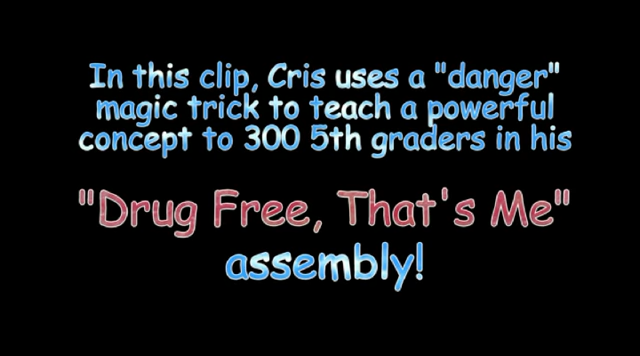 In this clip, Cris uses a "danger"
magic trick to teach a powerful
concept to 300 5th graders in his
"Drug Free, That's Me"
assembly!